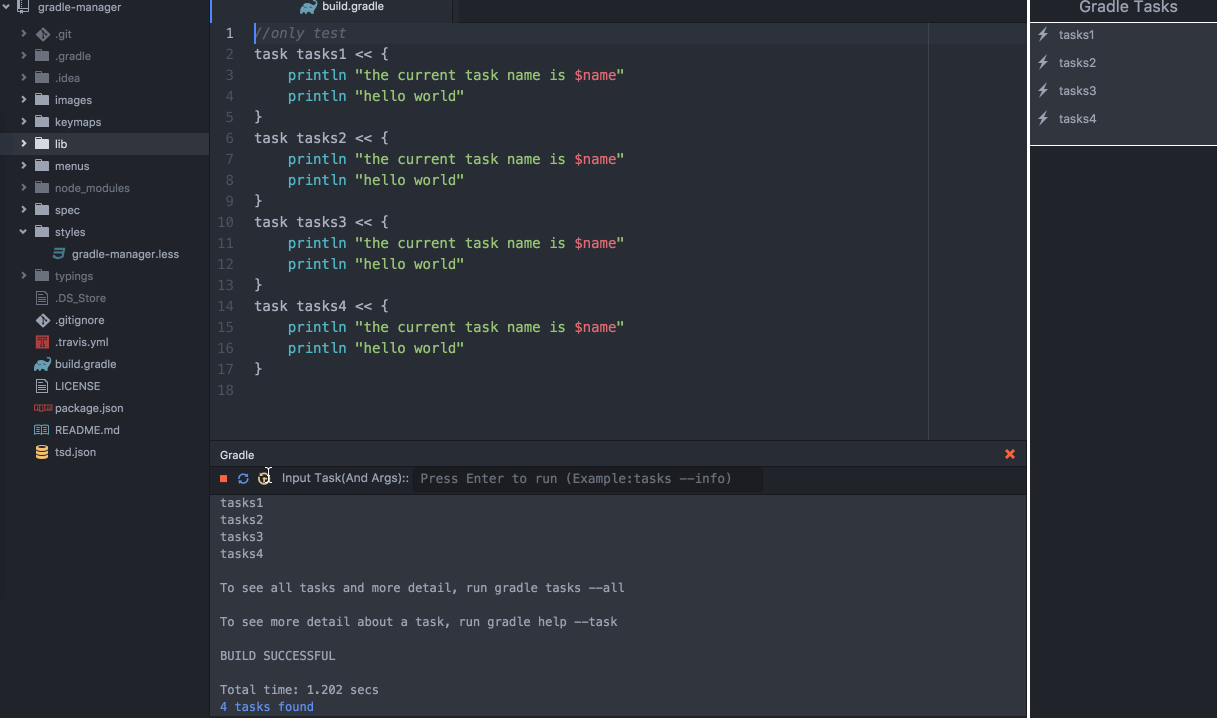 gradle-manager
.git
.gradle
.idea
images
keymaps
lib
menus
node_modules
spec
styles
gradle-manager.less
typings
.DS_Store
.gitignore
.travis.yml
build.gradle
LICENSE
package.json
README.md
tsd.json
build.gradle
1 //only test
2 task tasks1 << {
3 println "the current task name is $name"
4 println "hello world"
5 }
6 task tasks2 << {
7 println "the current task name is $name"
8 println "hello world"
9 }
10 task tasks3 << {
11 println "the current task name is $name"
12 println "hello world"
13 }
14 task tasks4 << {
15 println "the current task name is $name"
16 println "hello world"
17 }
18
Gradle
Input Task(And Args):: Press Enter to run (Example:tasks --info)
tasks1
tasks2
tasks3
tasks4
To see all tasks and more detail, run gradle tasks --all
To see more detail about a task, run gradle help --task
BUILD SUCCESSFUL
Total time: 1.202 secs
4 tasks found
Gradle Tasks
tasks1
tasks2
tasks3
tasks4